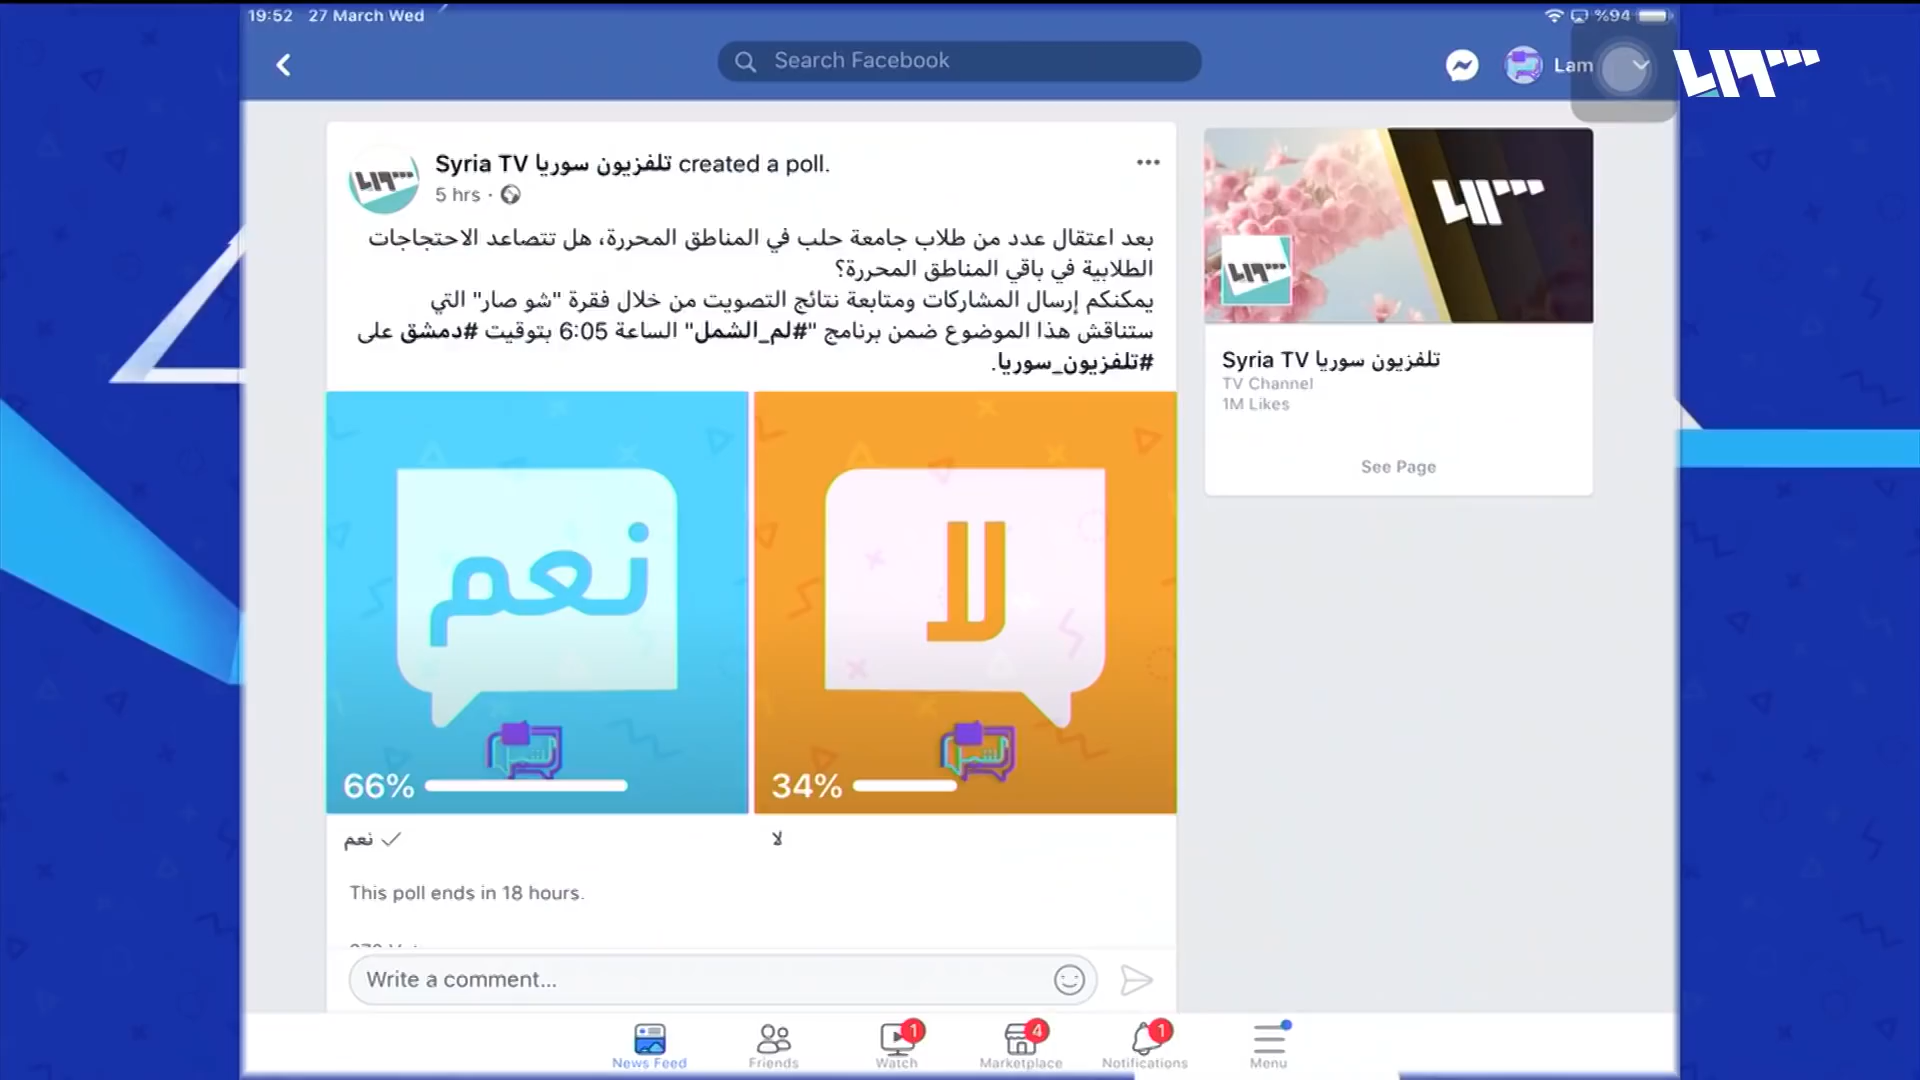 19:52 27 March Wed
%94
Search Facebook
Lam
Syria TV تلفزيون سوريا created a poll.
5 hrs ·
بعد اعتقال عدد من طلاب جامعة حلب في المناطق المحررة، هل تتصاعد الاحتجاجات
الطلابية في باقي المناطق المحررة؟
يمكنكم إرسال المشاركات ومتابعة نتائج التصويت من خلال فقرة "شو صار" التي
ستناقش هذا الموضوع ضمن برنامج "#لم_الشمل" الساعة 6:05 بتوقيت #دمشق على
#تلفزيون_سوريا.
نعم
لا
66%
34%
نعم
لا
This poll ends in 18 hours.
Write a comment...
Syria TV تلفزيون سوريا
TV Channel
1M Likes
See Page
1
4
1
News Feed
Friends
Watch
Marketplace
Notifications
Menu